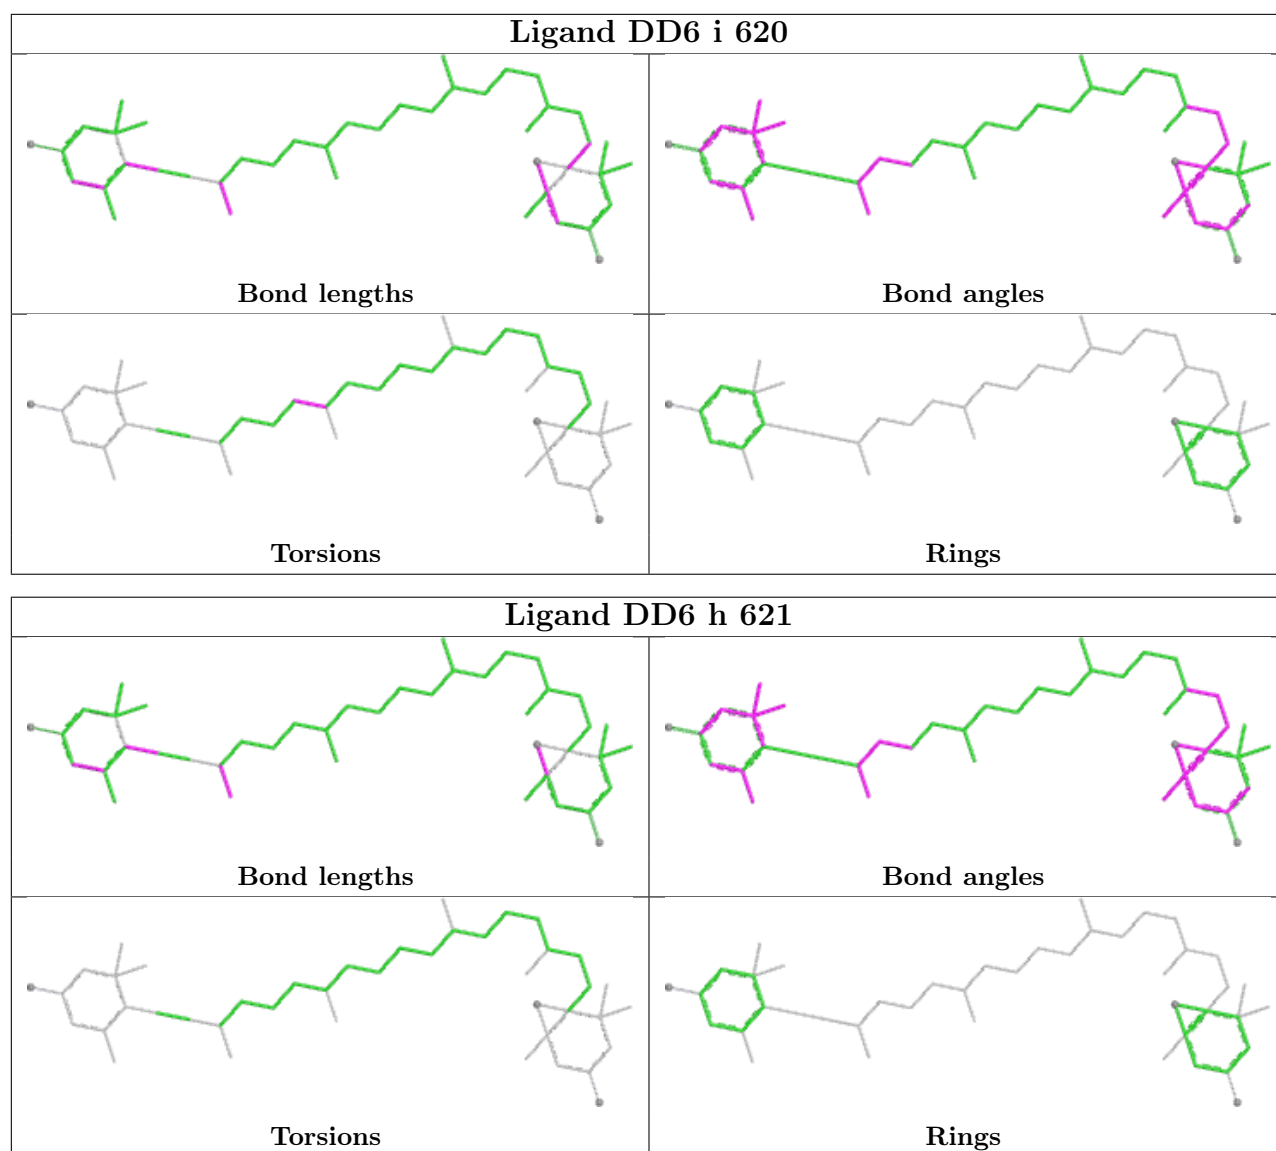 Ligand DD6 i 620
Bond lengths
Bond angles
Torsions
Rings
Ligand DD6 h 621
Bond lengths
Bond angles
Torsions
Rings